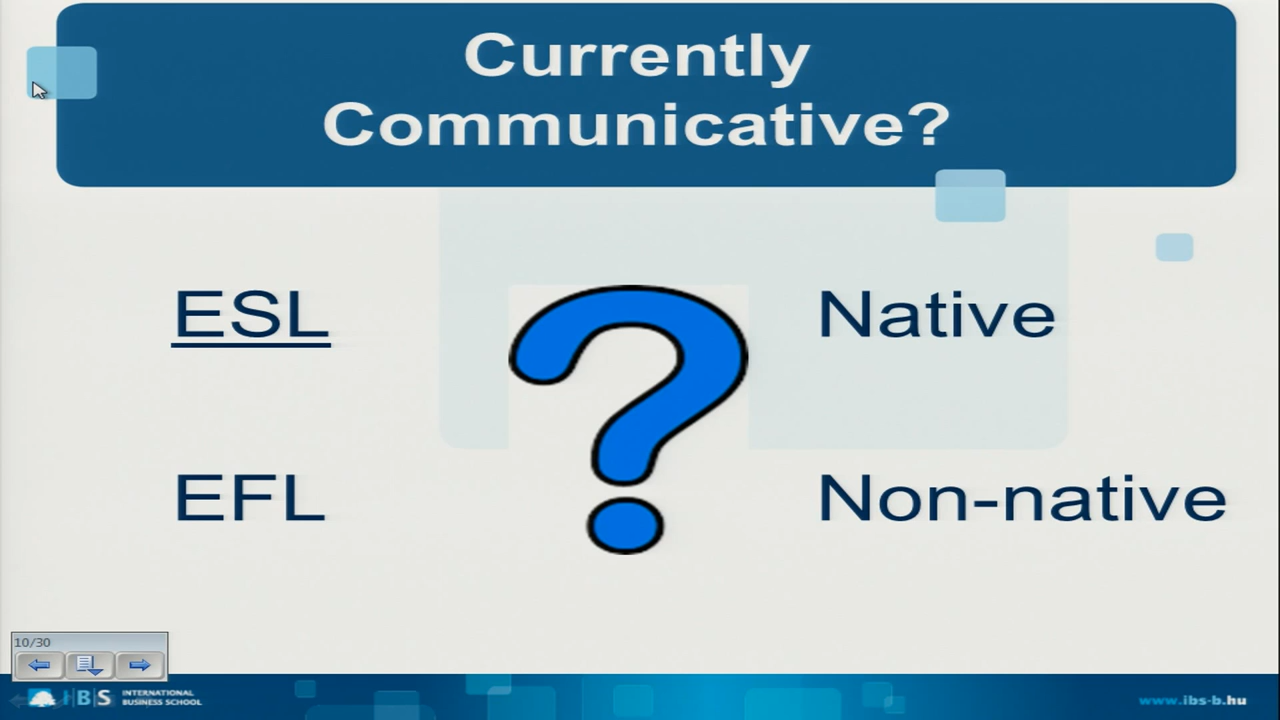 Currently
Communicative?
ESL
Native
EFL
Non-native
10/30
IBS
INTERNATIONAL
BUSINESS SCHOOL
www.ibs-b.hu